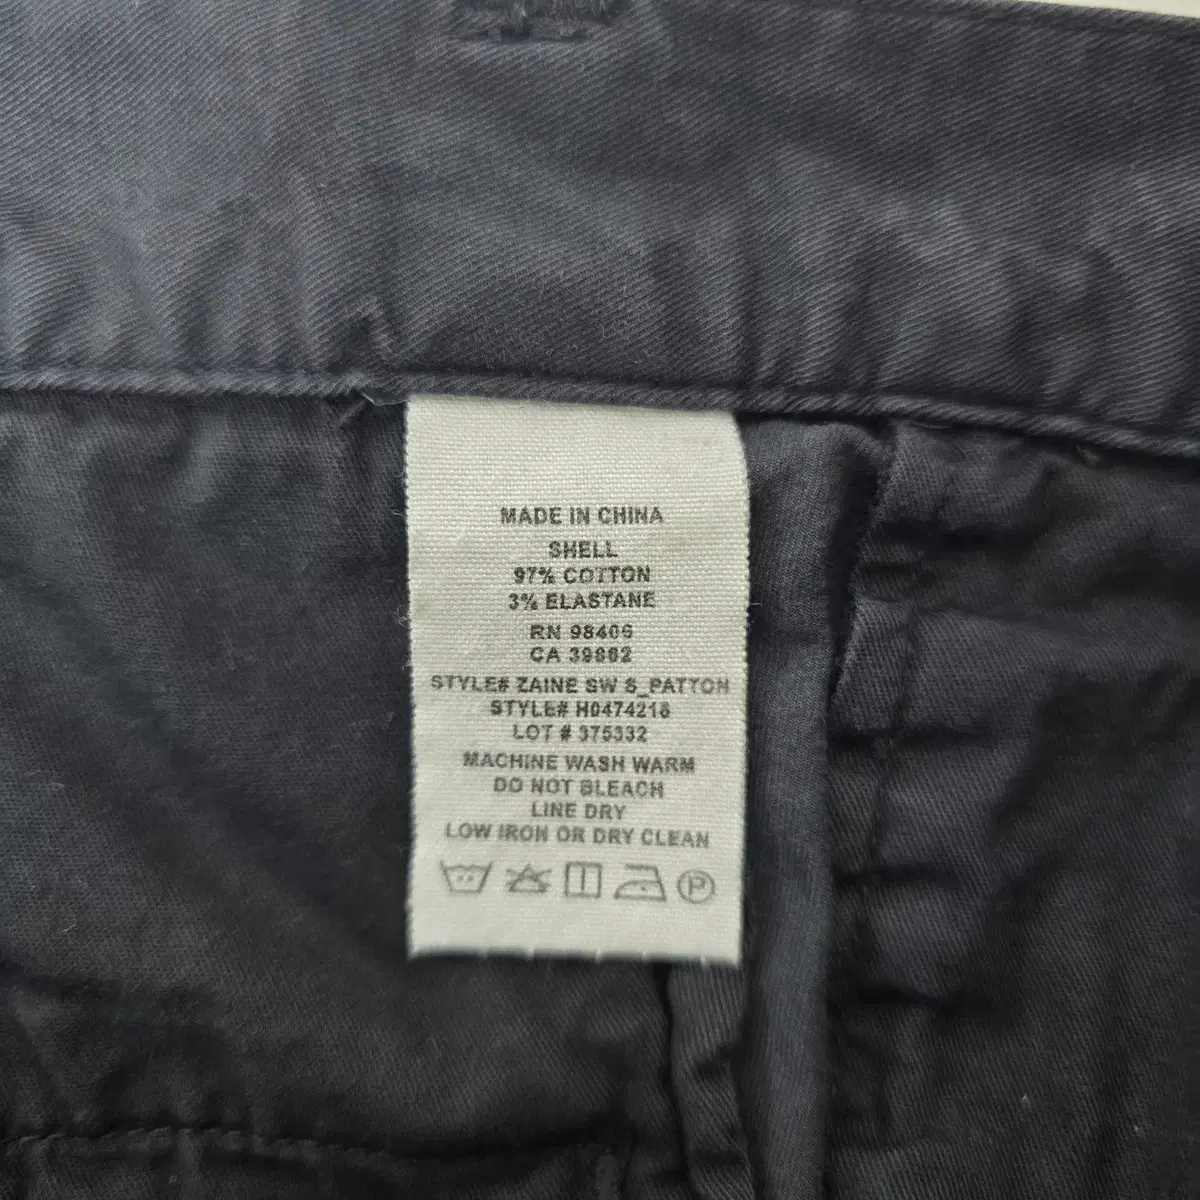 MADE IN CHINA
SHELL
97% COTTON
3% ELASTANE
RN 98406
CA 39862
STYLE# ZAINE SW S_PATTON
STYLE# H0474218
LOT # 375332
MACHINE WASH WARM
DO NOT BLEACH
LINE DRY
LOW IRON OR DRY CLEAN
P